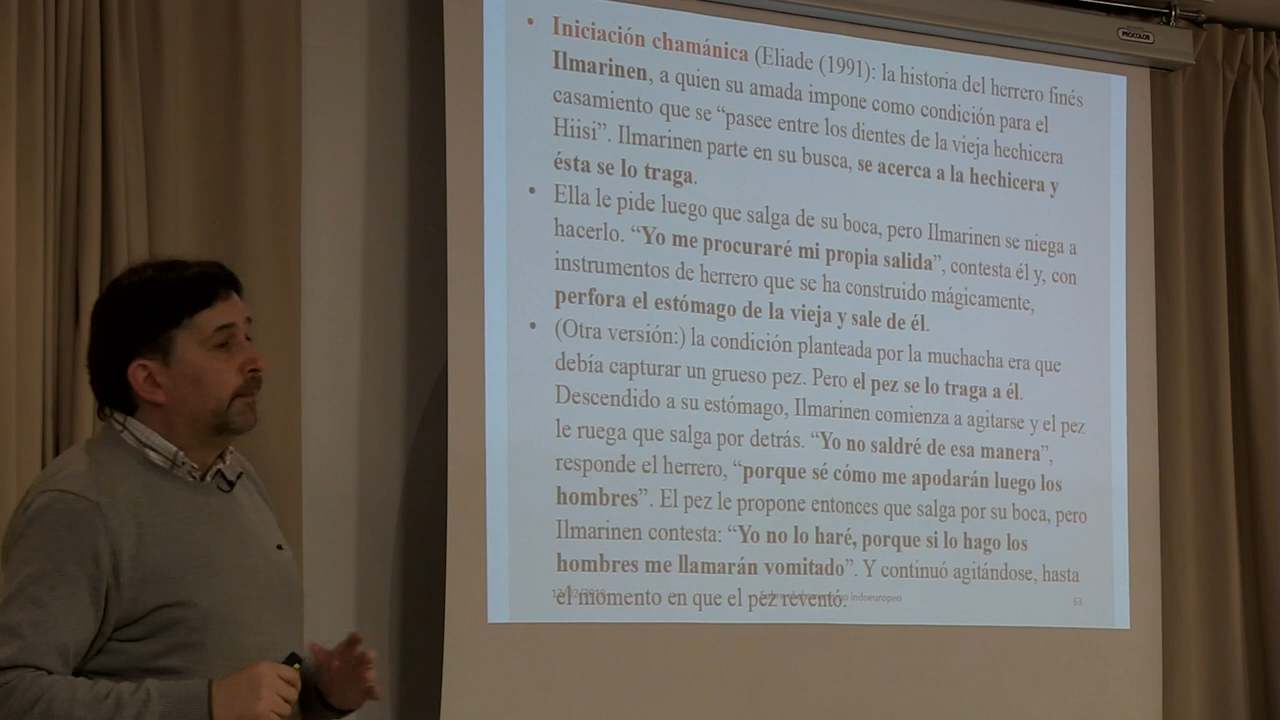 PROCOLOR
• Iniciación chamánica (Eliade (1991): la historia del herrero finés
Ilmarinen, a quien su amada impone como condición para el
casamiento que se “pasee entre los dientes de la vieja hechicera
Hiisi”. Ilmarinen parte en su busca, se acerca a la hechicera y
ésta se lo traga.
• Ella le pide luego que salga de su boca, pero Ilmarinen se niega a
hacerlo. “Yo me procuraré mi propia salida”, contesta él y, con
instrumentos de herrero que se ha construido mágicamente,
perfora el estómago de la vieja y sale de él.
• (Otra versión:) la condición planteada por la muchacha era que
debía capturar un grueso pez. Pero el pez se lo traga a él.
Descendido a su estómago, Ilmarinen comienza a agitarse y el pez
le ruega que salga por detrás. “Yo no saldré de esa manera”,
responde el herrero, “porque sé cómo me apodarán luego los
hombres”. El pez le propone entonces que salga por su boca, pero
Ilmarinen contesta: “Yo no lo haré, porque si lo hago los
hombres me llamarán vomitado”. Y continuó agitándose, hasta
el momento en que el pez reventó.
indoeuropeo
63